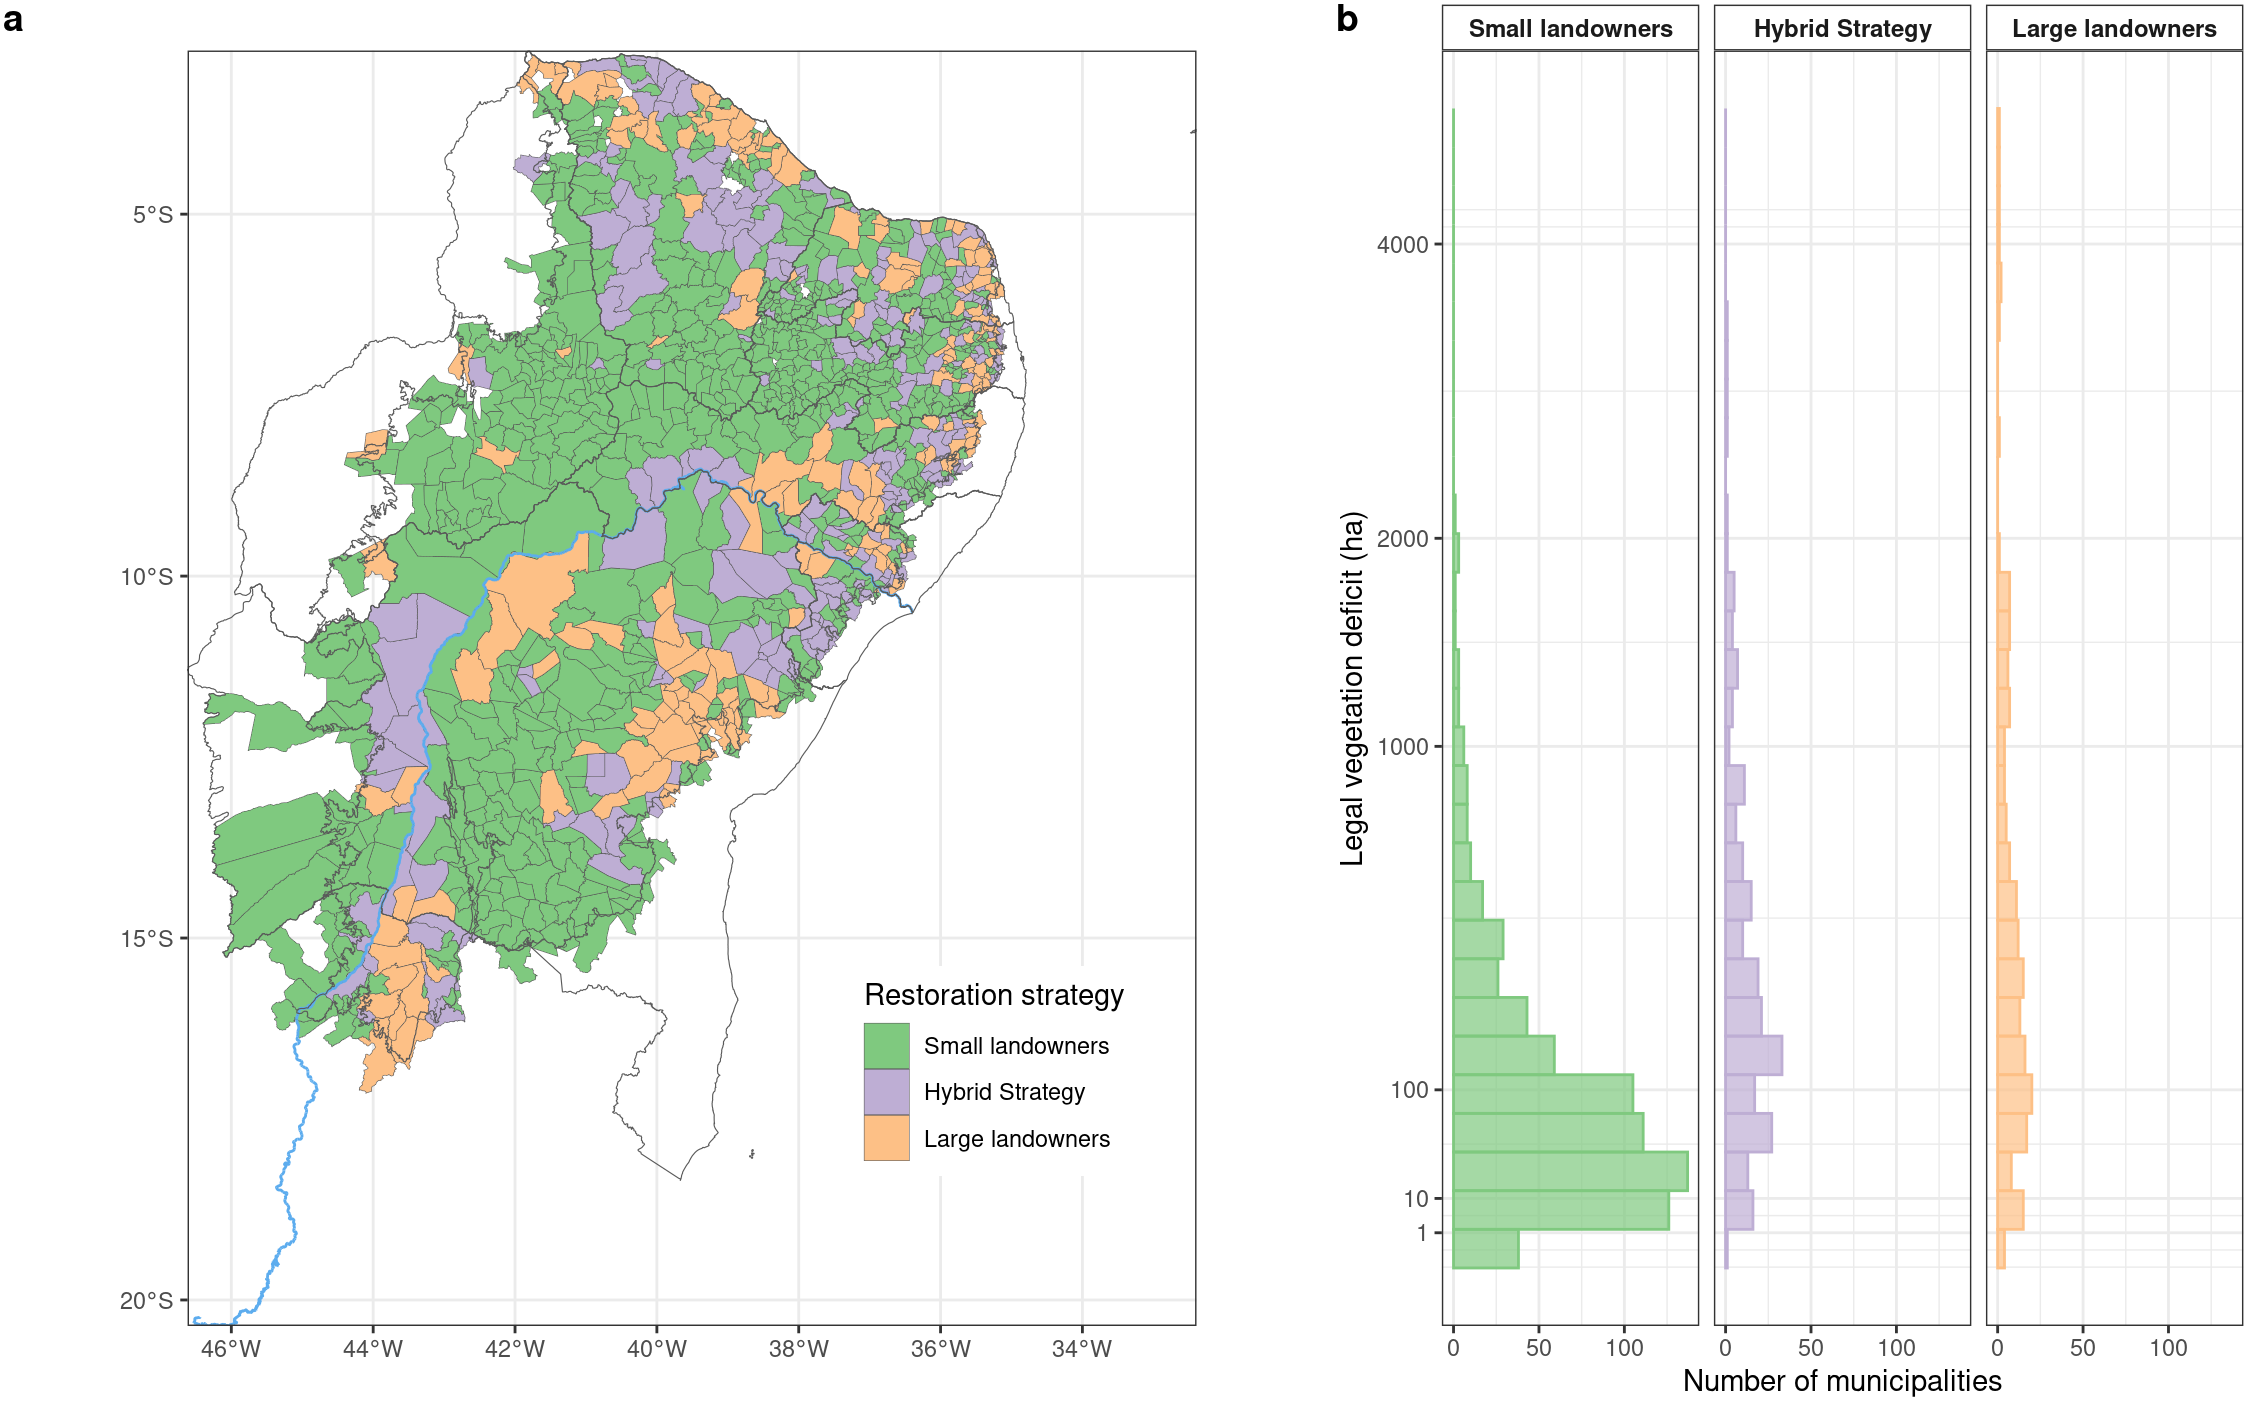 a
5°S
10°S
15°S
20°S
46°W 44°W 42°W 40°W 38°W 36°W 34°W
Restoration strategy
Small landowners
Hybrid Strategy
Large landowners
b
Small landowners Hybrid Strategy Large landowners
Legal vegetation deficit (ha)
4000
2000
1000
100
10
1
0 50 100 0 50 100 0 50 100
Number of municipalities